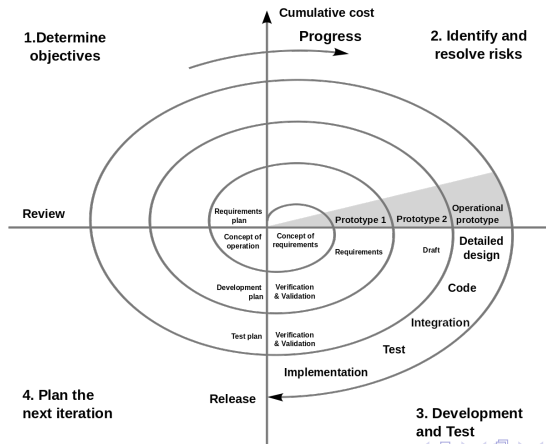 Cumulative cost
1.Determine
objectives
Progress
2. Identify and
resolve risks
Review
Requirements
plan
Prototype 1
Prototype 2
Operational
prototype
Concept of
operation
Concept of
requirements
Requirements
Draft
Detailed
design
Development
plan
Verification
& Validation
Code
Integration
Test plan
Verification
& Validation
Test
Implementation
4. Plan the
next iteration
Release
3. Development
and Test